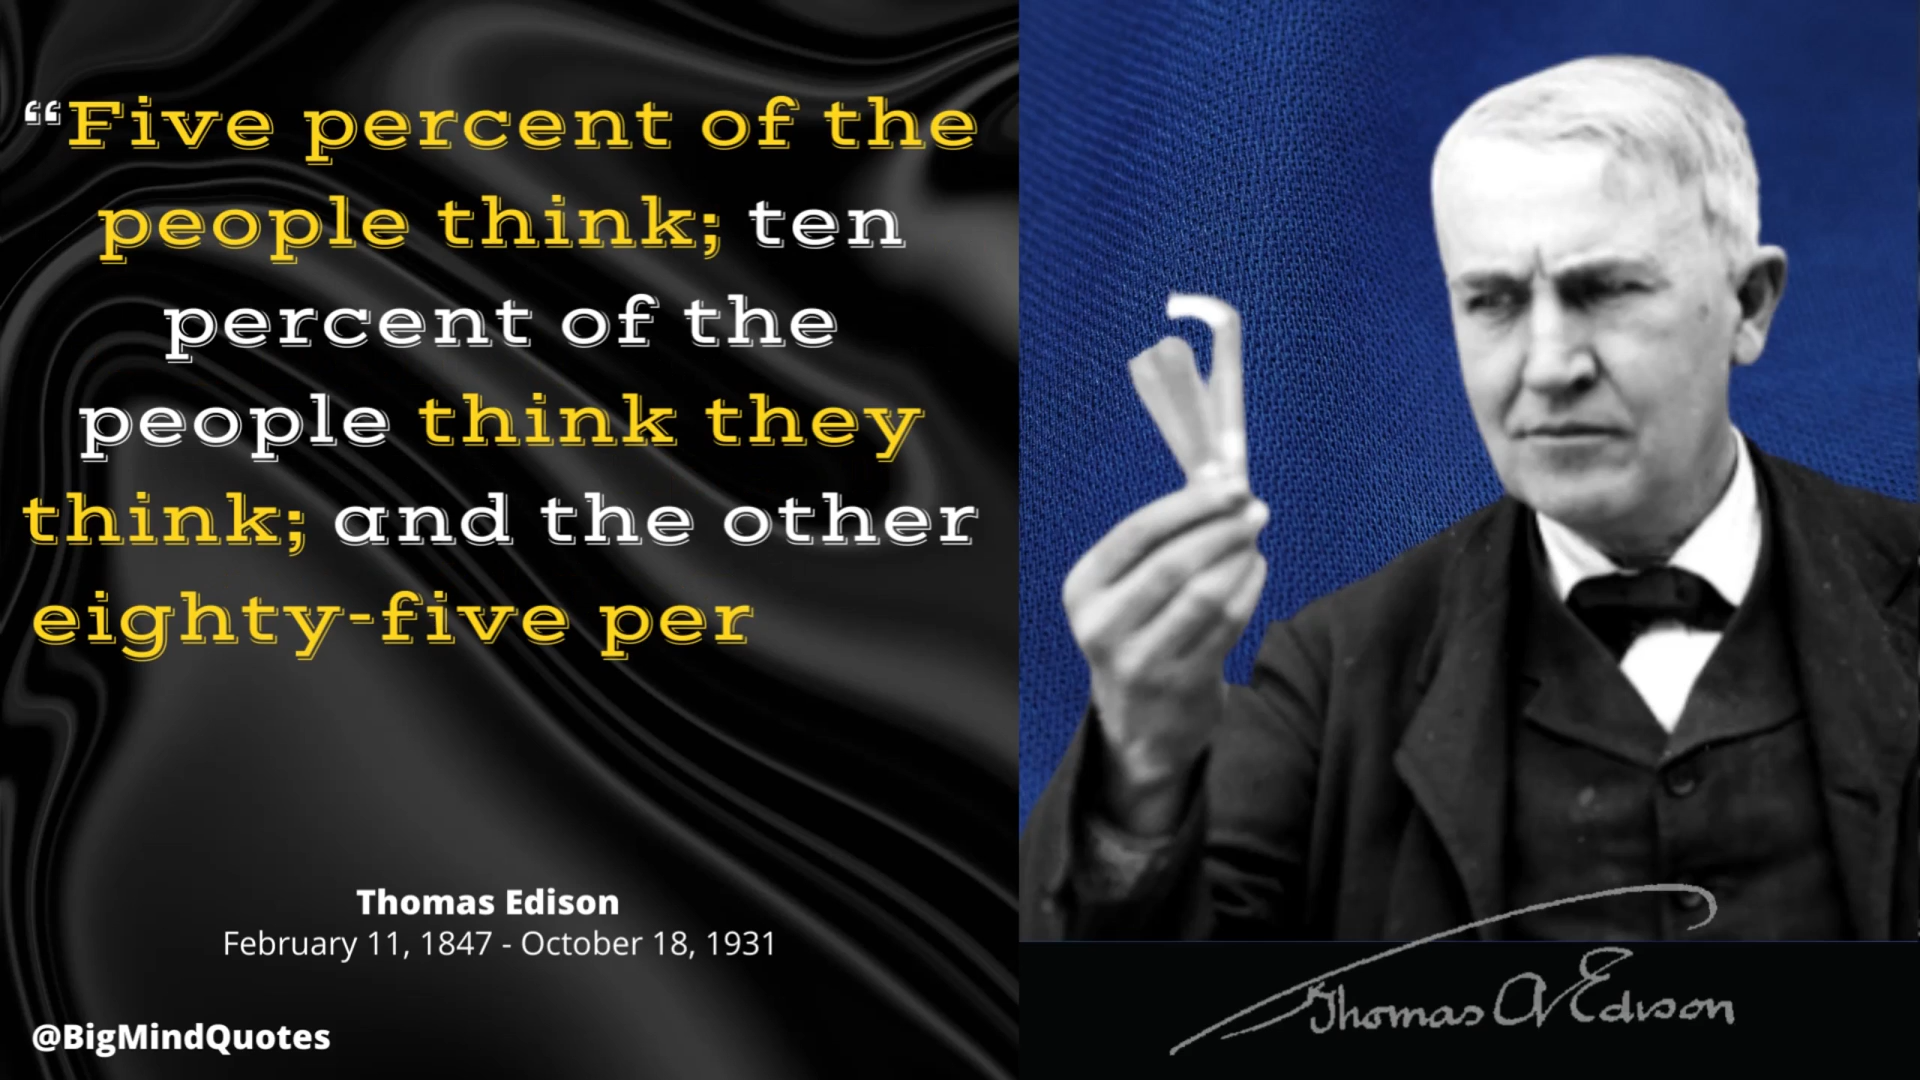 “Five percent of the
people think; ten
percent of the
people think they
think; and the other
eighty-five per
Thomas Edison
February 11, 1847 - October 18, 1931
@BigMindQuotes
Thomas A Edison